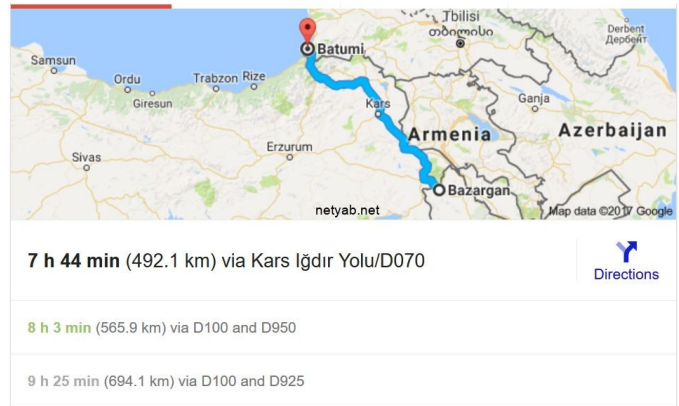 Tbilisi
თბილისი
Derbent
Дербент
Batumi
Samsun
Ordu
Trabzon
Rize
Giresun
Kars
Ganja
Armenia
Azerbaijan
Erzurum
Sivas
Bazargan
netyab.net
Map data ©2017 Google
7 h 44 min (492.1 km) via Kars Iğdır Yolu/D070
Directions
8 h 3 min (565.9 km) via D100 and D950
9 h 25 min (694.1 km) via D100 and D925